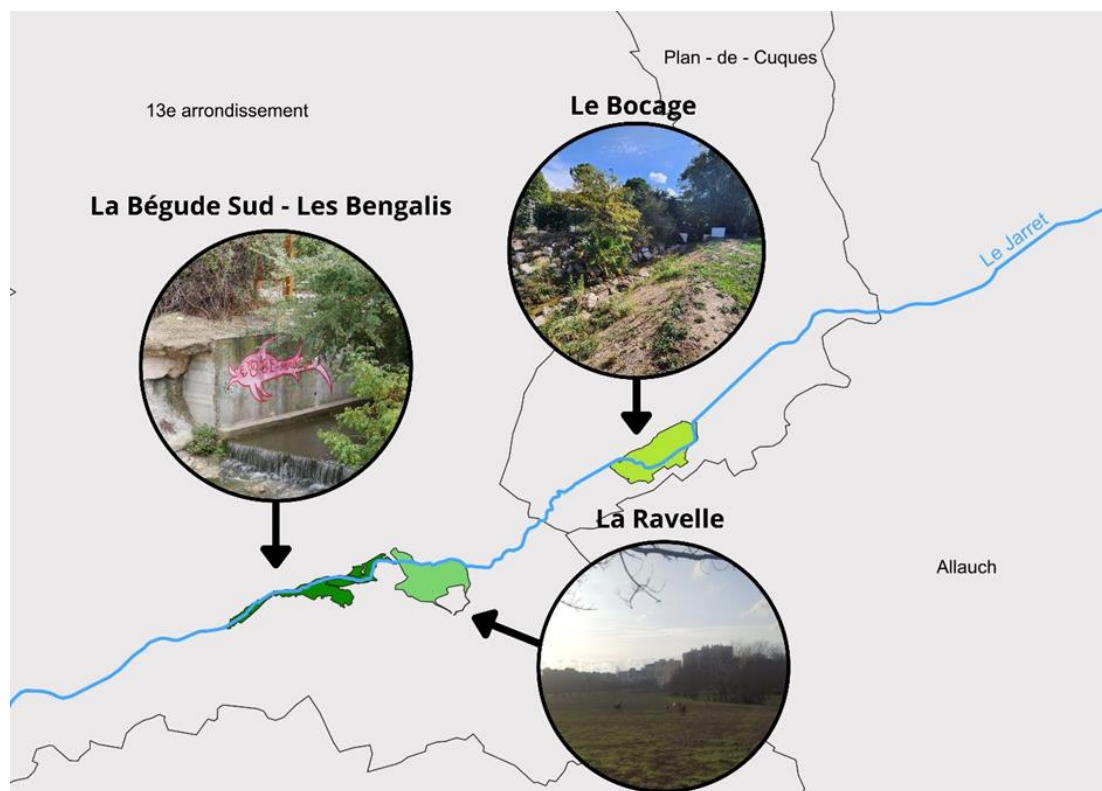 Plan - de - Cuques
13e arrondissement
Le Bocage
La Bégude Sud - Les Bengalis
Le Jarret
La Ravelle
Allauch